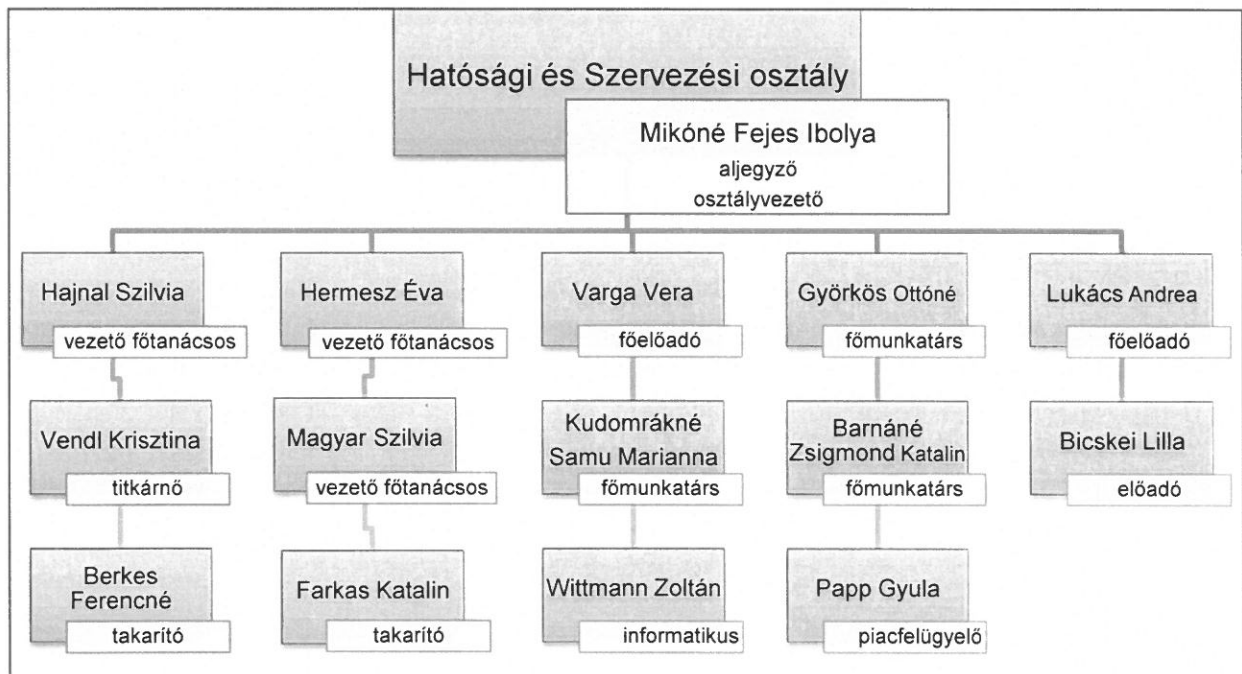 Hatósági és Szervezési osztály
Mikóné Fejes Ibolya
aljegyző
osztályvezető
Hajnal Szilvia
vezető főtanácsos
Hermesz Éva
vezető főtanácsos
Varga Vera
főelőadó
Györkös Ottóné
főmunkatárs
Lukács Andrea
főelőadó
Vendl Krisztina
titkárnő
Magyar Szilvia
vezető főtanácsos
Kudomrákné
Samu Marianna
főmunkatárs
Barnáné
Zsigmond Katalin
főmunkatárs
Bicskei Lilla
előadó
Berkes
Ferencné
takarító
Farkas Katalin
takarító
Wittmann Zoltán
informatikus
Papp Gyula
piacfelügyelő